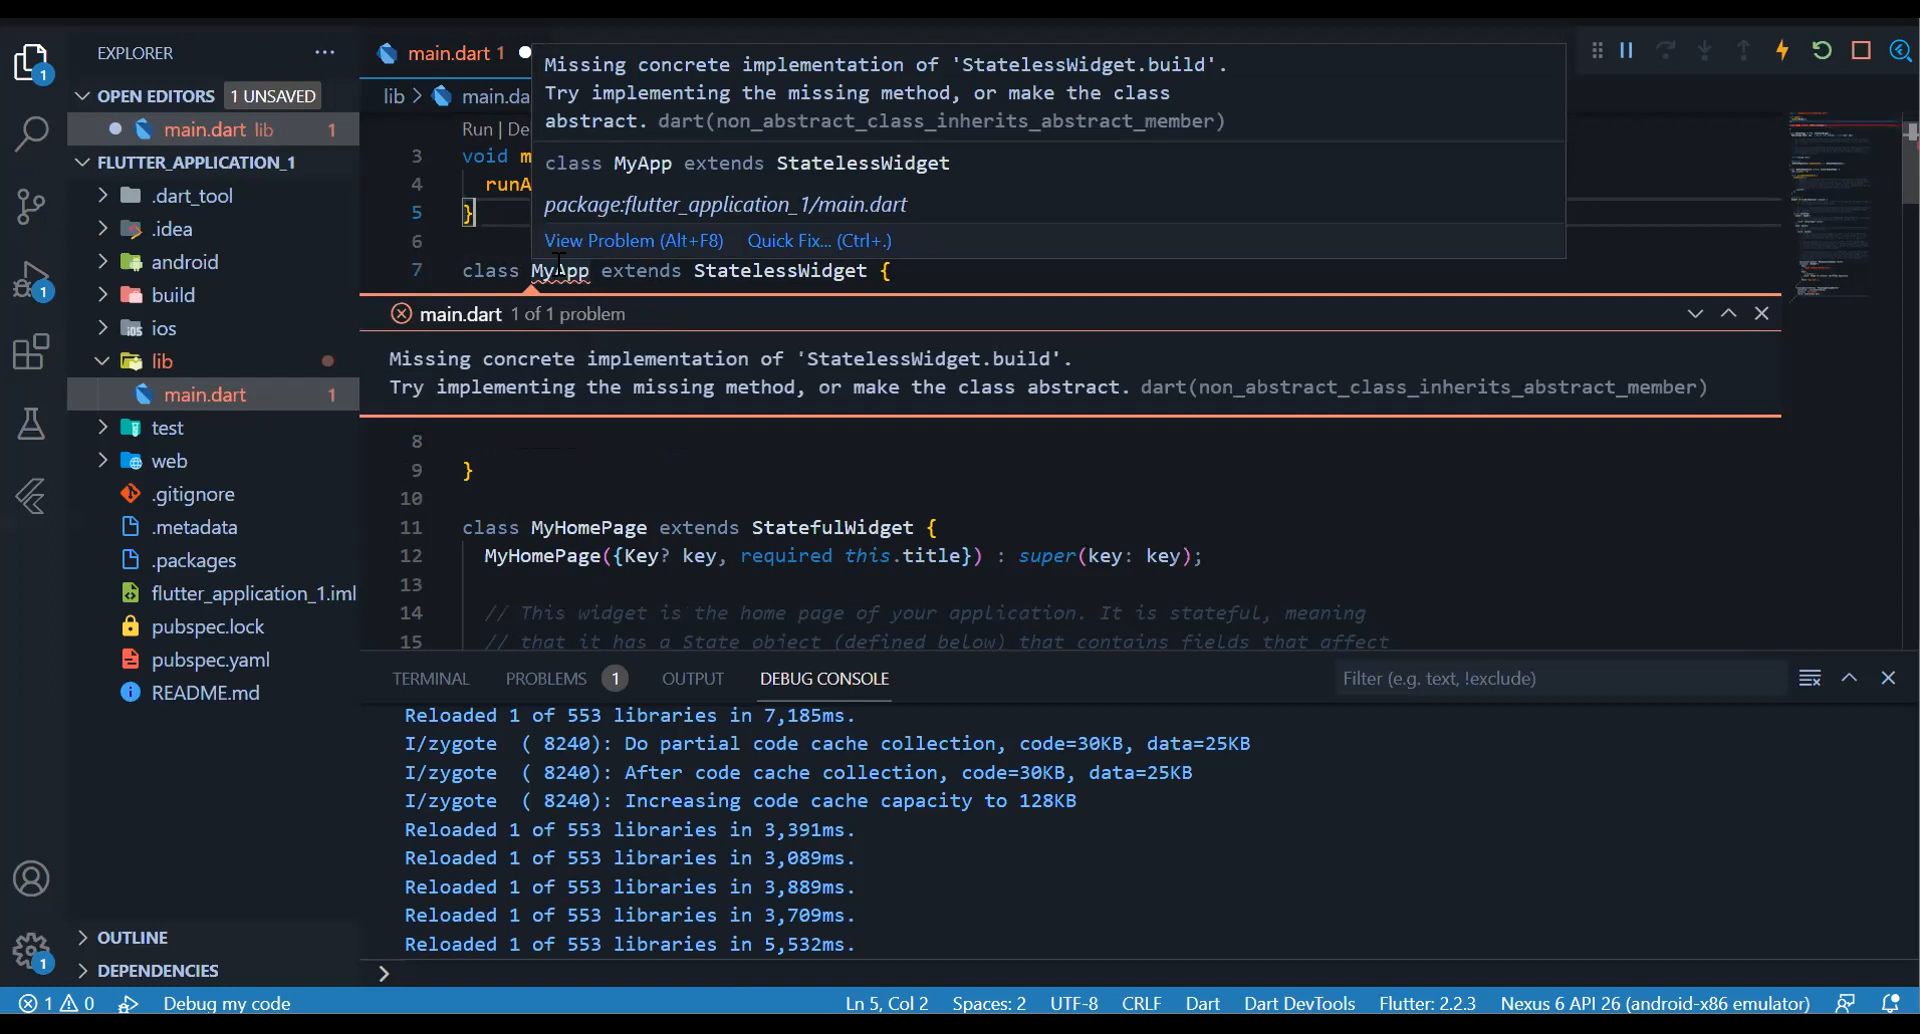 EXPLORER
OPEN EDITORS 1 UNSAVED
main.dart lib 1
FLUTTER_APPLICATION_1
.dart_tool
.idea
android
build
ios
lib
main.dart 1
test
web
.gitignore
.metadata
.packages
flutter_application_1.iml
pubspec.lock
pubspec.yaml
README.md
OUTLINE
DEPENDENCIES
main.dart 1
lib > main.da
Missing concrete implementation of 'StatelessWidget.build'.
Try implementing the missing method, or make the class
abstract. dart(non_abstract_class_inherits_abstract_member)
class MyApp extends StatelessWidget
package:flutter_application_1/main.dart
View Problem (Alt+F8) Quick Fix... (Ctrl+.)
Run | De
3 void m
4 runA
5 }
6
7 class MyApp extends StatelessWidget {
main.dart 1 of 1 problem
Missing concrete implementation of 'StatelessWidget.build'.
Try implementing the missing method, or make the class abstract. dart(non_abstract_class_inherits_abstract_member)
8
9 }
10
11 class MyHomePage extends StatefulWidget {
12 MyHomePage({Key? key, required this.title}) : super(key: key);
13
14 // This widget is the home page of your application. It is stateful, meaning
15 // that it has a State object (defined below) that contains fields that affect
TERMINAL PROBLEMS 1 OUTPUT DEBUG CONSOLE Filter (e.g. text, !exclude)
Reloaded 1 of 553 libraries in 7,185ms.
I/zygote ( 8240): Do partial code cache collection, code=30KB, data=25KB
I/zygote ( 8240): After code cache collection, code=30KB, data=25KB
I/zygote ( 8240): Increasing code cache capacity to 128KB
Reloaded 1 of 553 libraries in 3,391ms.
Reloaded 1 of 553 libraries in 3,089ms.
Reloaded 1 of 553 libraries in 3,889ms.
Reloaded 1 of 553 libraries in 3,709ms.
Reloaded 1 of 553 libraries in 5,532ms.
>
1 0 Debug my code Ln 5, Col 2 Spaces: 2 UTF-8 CRLF Dart Dart DevTools Flutter: 2.2.3 Nexus 6 API 26 (android-x86 emulator)